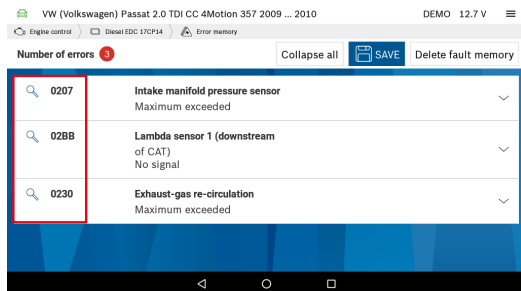 VW (Volkswagen) Passat 2.0 TDI CC 4Motion 357 2009 ... 2010 DEMO 12.7 V
Engine control Diesel EDC 17CP14 Error memory
Number of errors 3 Collapse all SAVE Delete fault memory
0207 Intake manifold pressure sensor
Maximum exceeded
02BB Lambda sensor 1 (downstream
of CAT)
No signal
0230 Exhaust-gas re-circulation
Maximum exceeded